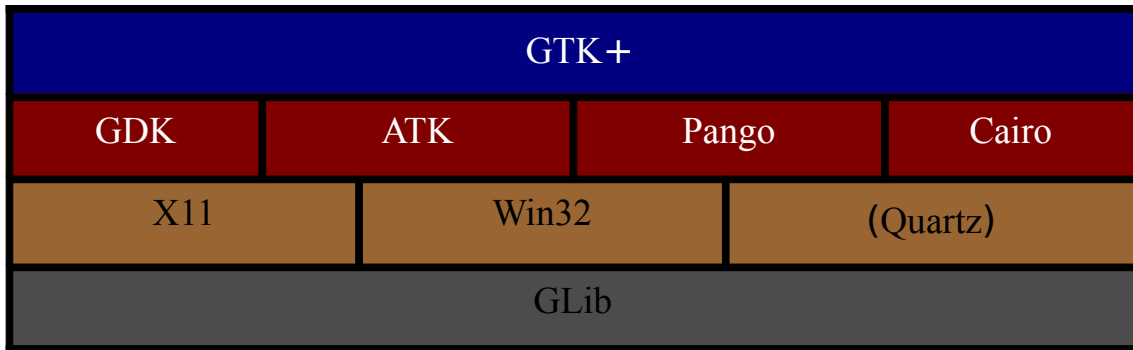 GTK+
GDK ATK Pango Cairo
X11 Win32 (Quartz)
GLib